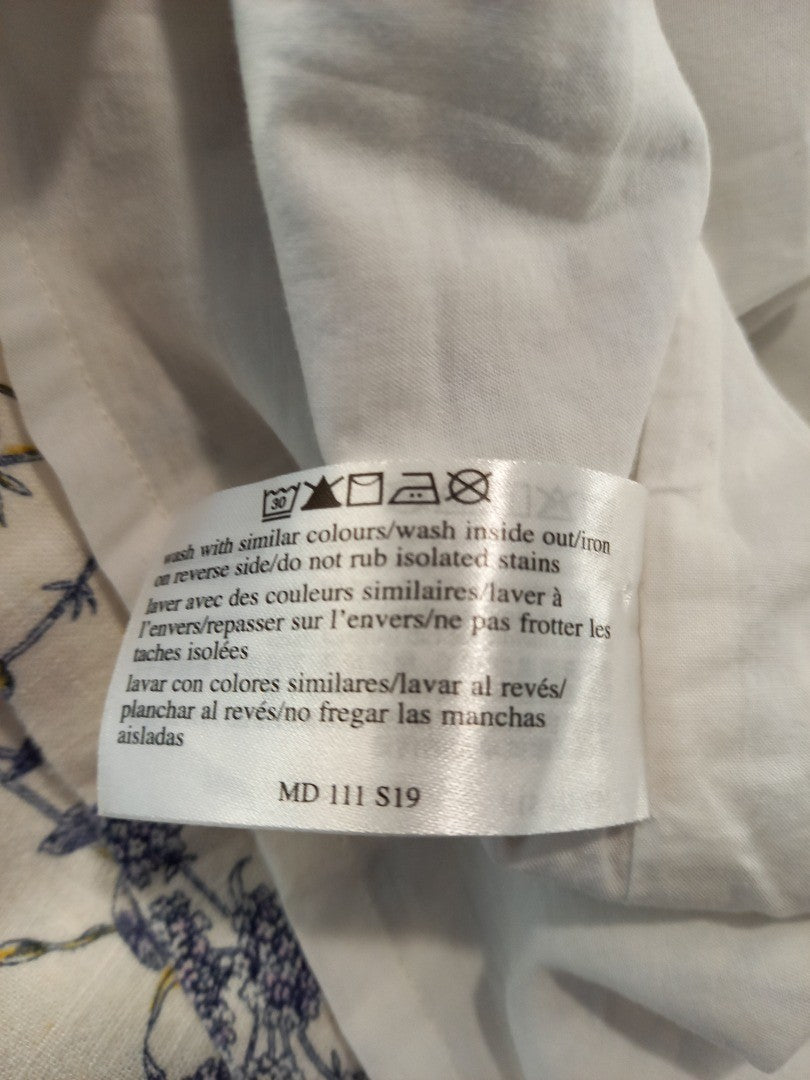 30
wash with similar colours/wash inside out/iron
on reverse side/do not rub isolated stains
laver avec des couleurs similaires/laver à
l'envers/repasser sur l'envers/ne pas frotter les
taches isolées
lavar con colores similares/lavar al revés/
planchar al revés/no fregar las manchas
aisladas
MD 111 S19